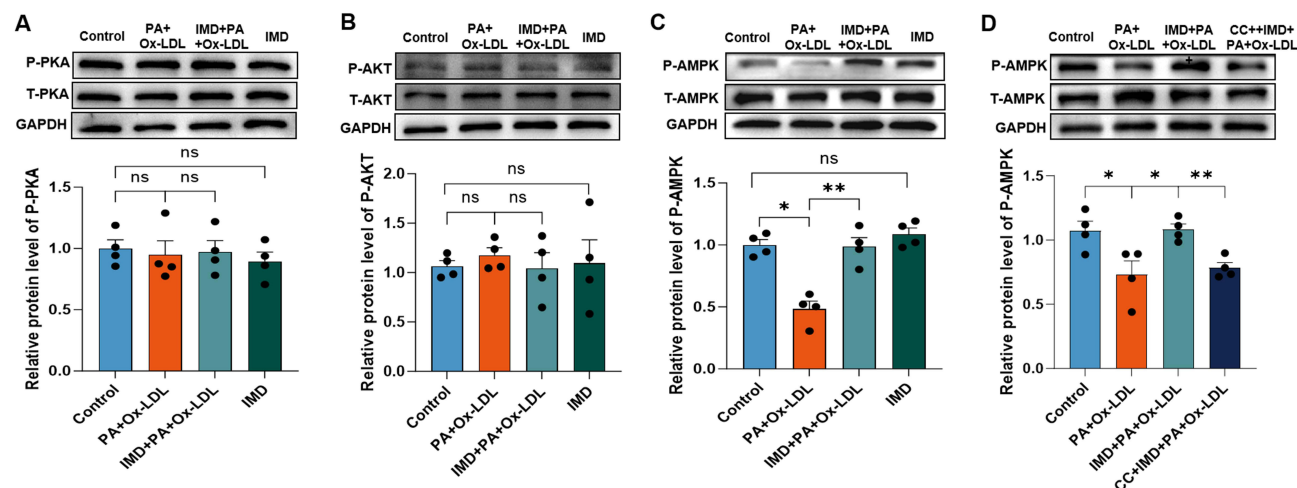 A
Control
PA+
Ox-LDL
IMD+PA
+Ox-LDL
IMD
P-PKA
T-PKA
GAPDH
Relative protein level of P-PKA
1.5
1.0
0.5
0.0
ns
ns
ns
Control
PA+Ox-LDL
IMD+PA+Ox-LDL
IMD
B
Control
PA+
Ox-LDL
IMD+PA
+Ox-LDL
IMD
P-AKT
T-AKT
GAPDH
Relative protein level of P-AKT
2.0
1.5
1.0
0.5
0.0
ns
ns
ns
Control
PA+Ox-LDL
IMD+PA+Ox-LDL
IMD
C
Control
PA+
Ox-LDL
IMD+PA
+Ox-LDL
IMD
P-AMPK
T-AMPK
GAPDH
Relative protein level of P-AMPK
1.5
1.0
0.5
0.0
ns
*
**
Control
PA+Ox-LDL
IMD+PA+Ox-LDL
IMD
D
Control
PA+
Ox-LDL
IMD+PA
+Ox-LDL
+
CC++IMD+
PA+Ox-LDL
P-AMPK
T-AMPK
GAPDH
Relative protein level of P-AMPK
1.5
1.0
0.5
0.0
*
*
**
Control
PA+Ox-LDL
IMD+PA+Ox-LDL
CC+IMD+PA+Ox-LDL